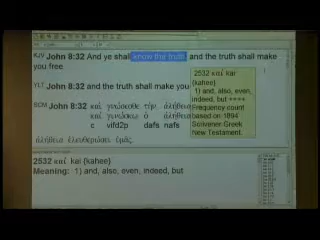 KJV John 8:32 And ye shall know the truth, and the truth shall make
you free
YLT John 8:32 and the truth shall make you
BGM John 8:32 καὶ γνώσεσθε τὴν ἀλήθεια
καί γινώσκω ὁ ἀλήθεια
c vifd2p dafs nafs
ἀλήθεια ἐλευθερώσει ὑμᾶς.
2532 καί kai
(kahee)
1) and, also, even,
indeed, but ++++
Frequency count
based on 1894
Scrivener Greek
New Testament.
2532 καί kai (kahee)
Meaning: 1) and, also, even, indeed, but